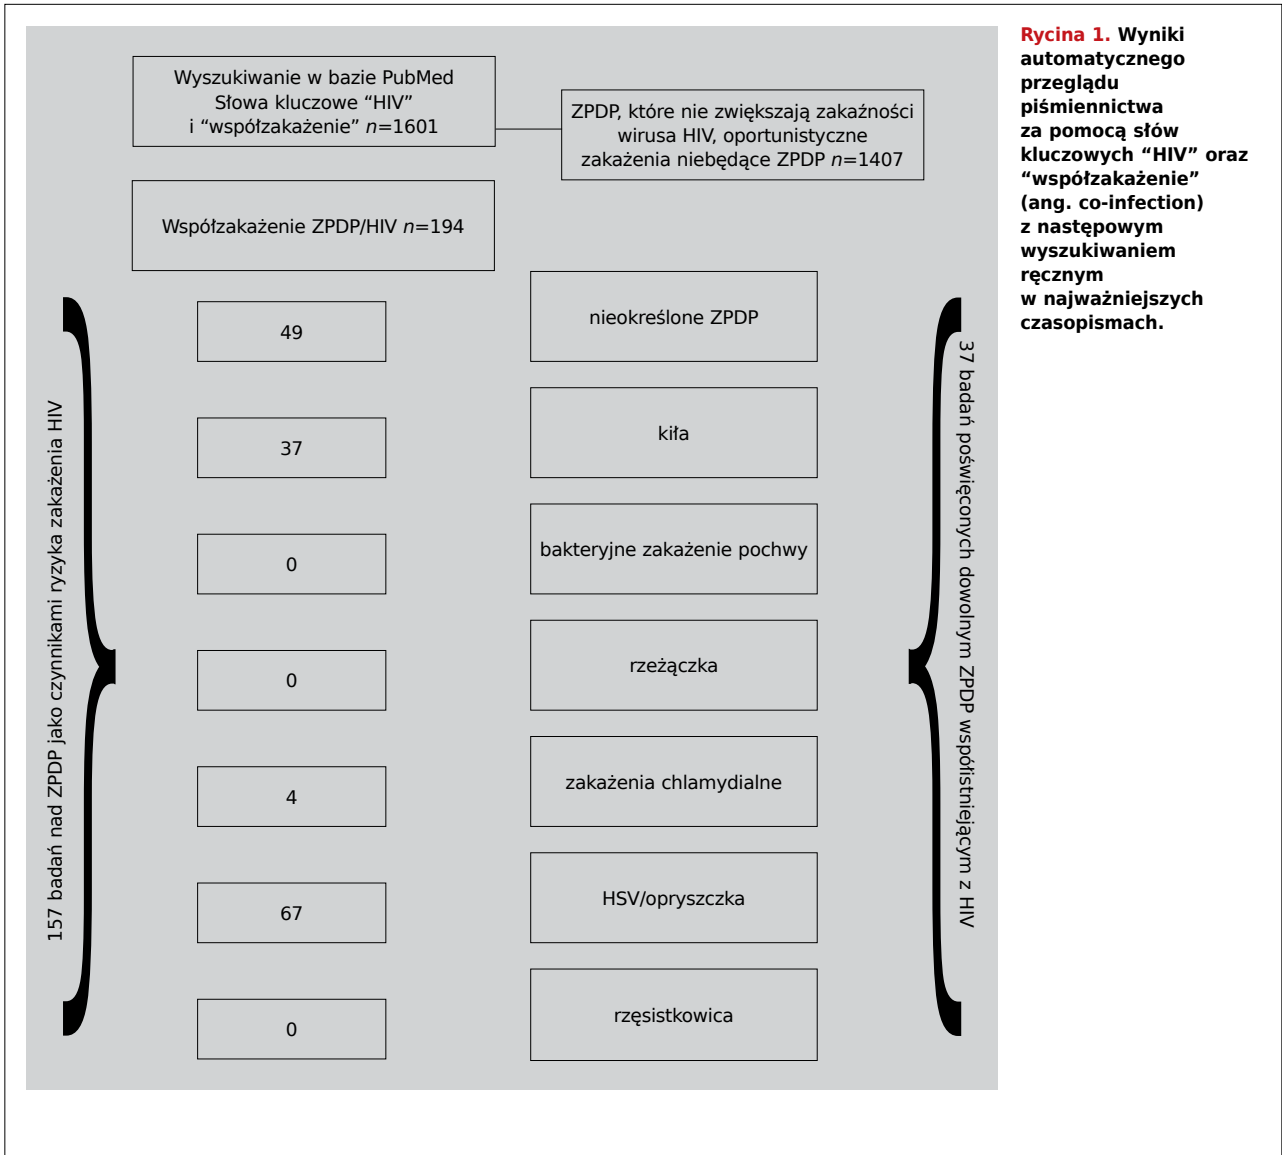 Wyszukiwanie w bazie PubMed
Słowa kluczowe “HIV”
i “współzakażenie” n=1601
ZPDP, które nie zwiększają zakaźności
wirusa HIV, oportunistyczne
zakażenia niebędące ZPDP n=1407
Współzakażenie ZPDP/HIV n=194
157 badań nad ZPDP jako czynnikami ryzyka zakażenia HIV
49
nieokreślone ZPDP
37
kiła
0
bakteryjne zakażenie pochwy
0
rzeżączka
4
zakażenia chlamydialne
67
HSV/opryszczka
0
rzęsistkowica
37 badań poświęconych dowolnym ZPDP współistniejącym z HIV
Rycina 1. Wyniki
automatycznego
przeglądu
piśmiennictwa
za pomocą słów
kluczowych “HIV” oraz
“współzakażenie”
(ang. co-infection)
z następowym
wyszukiwaniem
ręcznym
w najważniejszych
czasopismach.